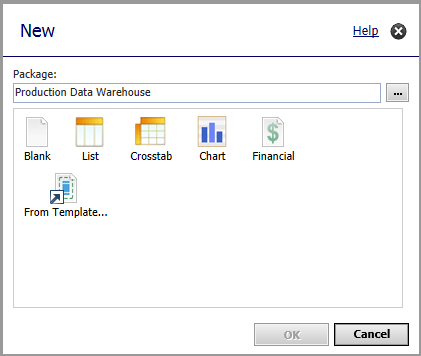 New
Help
Package:
Production Data Warehouse
...
Blank List Crosstab Chart Financial
From Template...
OK Cancel